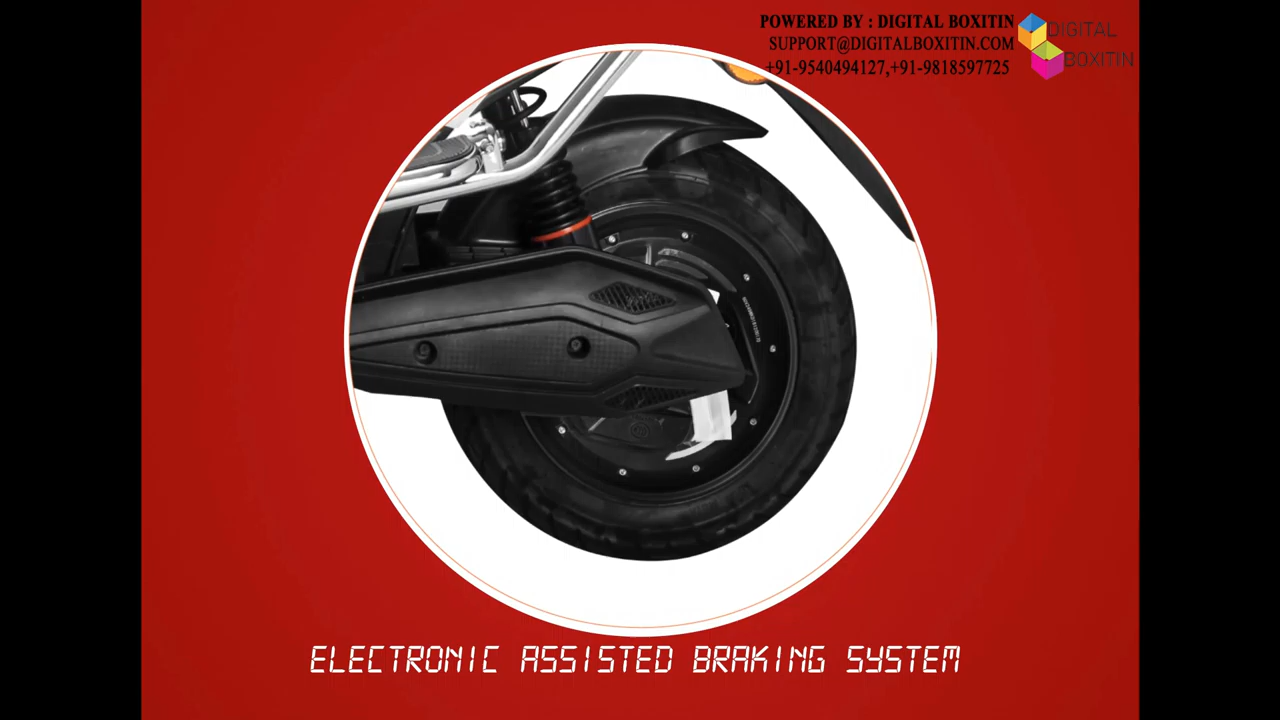 POWERED BY : DIGITAL BOXITIN
SUPPORT@DIGITALBOXITIN.COM
+91-9540494127,+91-9818597725
DIGITAL
BOXITIN
ELECTRONIC ASSISTED BRAKING SYSTEM